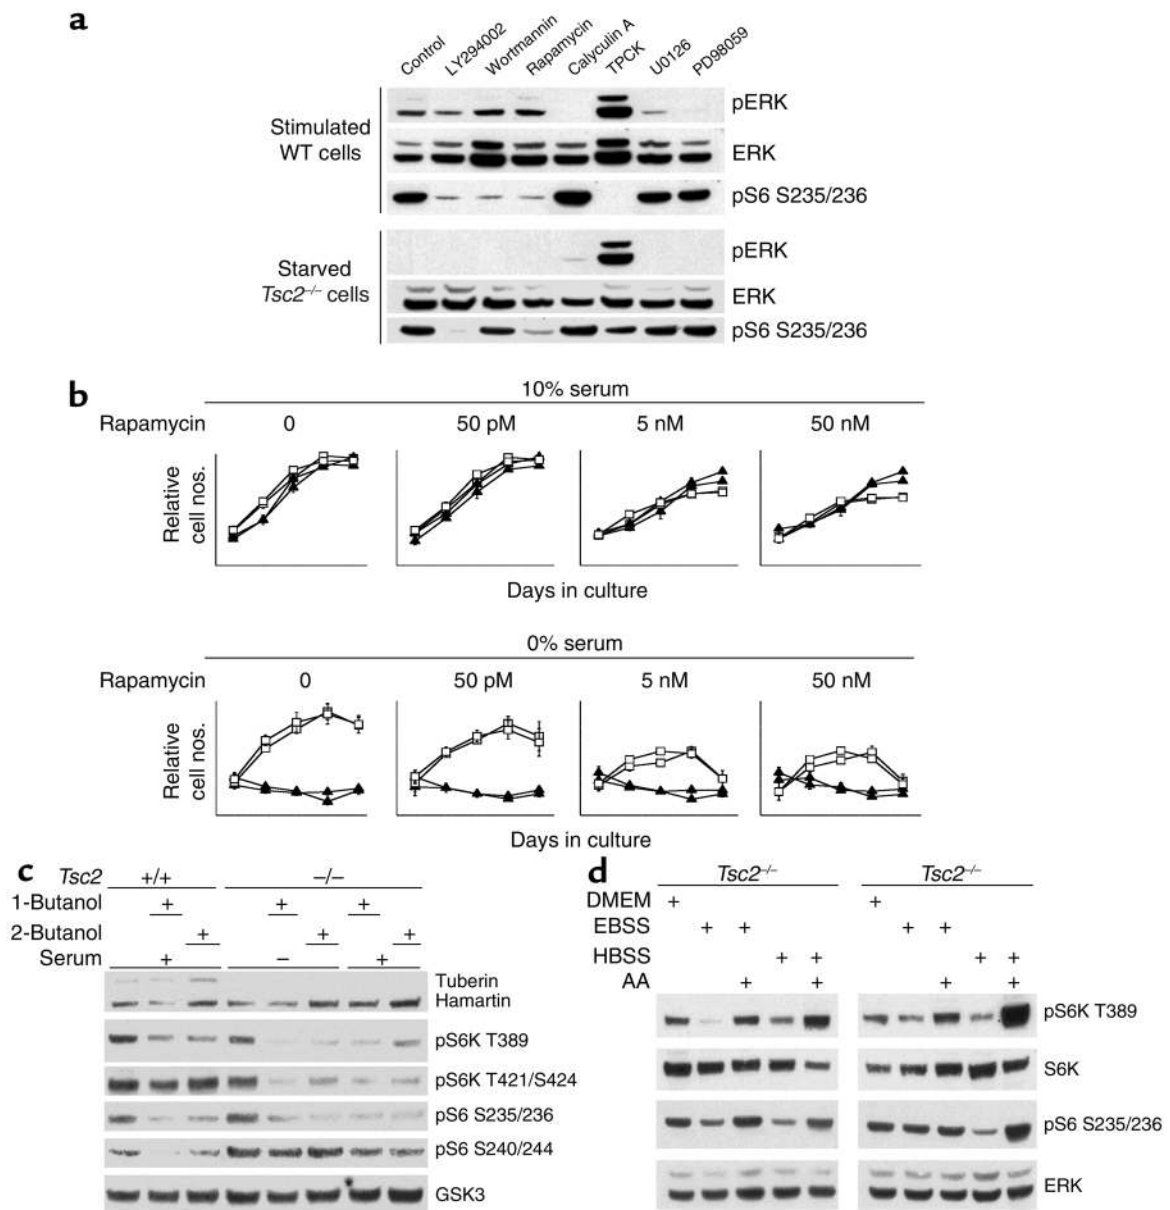 a
Control LY294002 Wortmannin Rapamycin Calyculin A TPCK U0126 PD98059
Stimulated
WT cells
pERK
ERK
pS6 S235/236
Starved
Tsc2–/– cells
pERK
ERK
pS6 S235/236
b
10% serum
Rapamycin 0 50 pM 5 nM 50 nM
Relative
cell nos.
Days in culture
0% serum
Rapamycin 0 50 pM 5 nM 50 nM
Relative
cell nos.
Days in culture
c
Tsc2 +/+ –/–
1-Butanol + + +
2-Butanol + + +
Serum + – +
Tuberin
Hamartin
pS6K T389
pS6K T421/S424
pS6 S235/236
pS6 S240/244
GSK3
d
Tsc2–/– Tsc2–/–
DMEM + +
EBSS + + + +
HBSS + + + +
AA + + + +
pS6K T389
S6K
pS6 S235/236
ERK